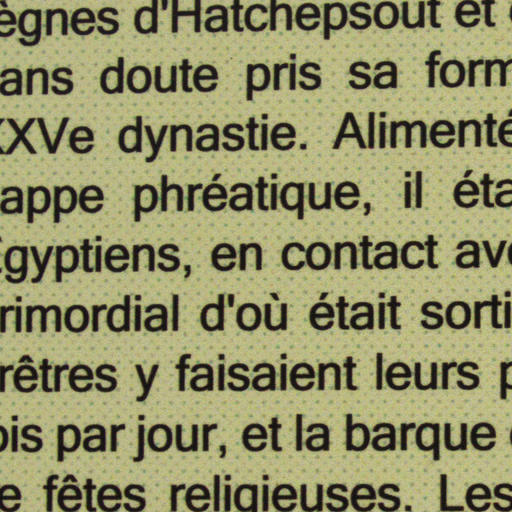 ègnes d'Hatchepsout et
ans doute pris sa form
XXVe dynastie. Alimenté
appe phréatique, il éta
Égyptiens, en contact ave
rimordial d'où était sorti
rêtres y faisaient leurs p
ois par jour, et la barque
e fêtes religieuses. Les